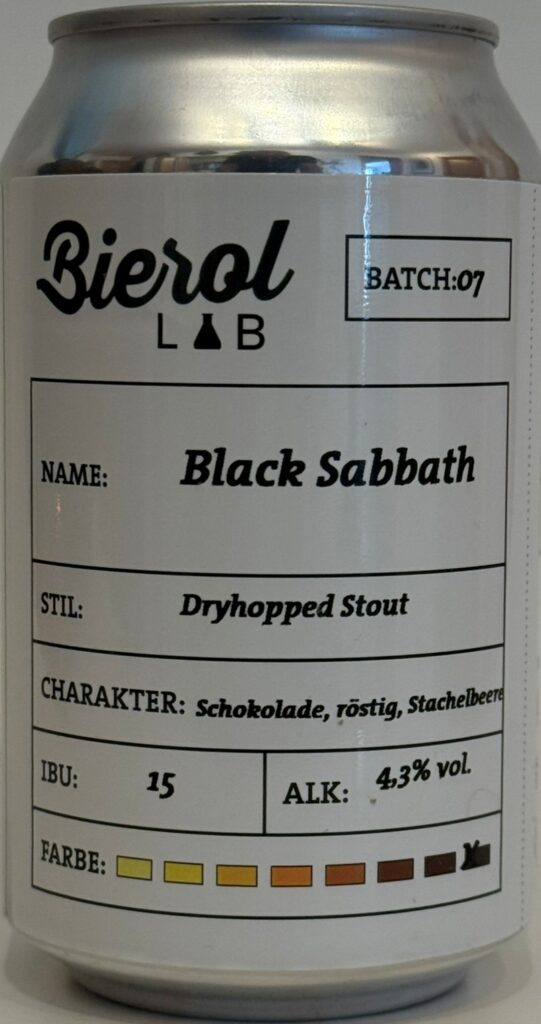 Bierol
LAB
BATCH:07
NAME: Black Sabbath
STIL: Dryhopped Stout
CHARAKTER: Schokolade, röstig, Stachelbeere
IBU: 15
ALK: 4,3% vol.
FARBE: X